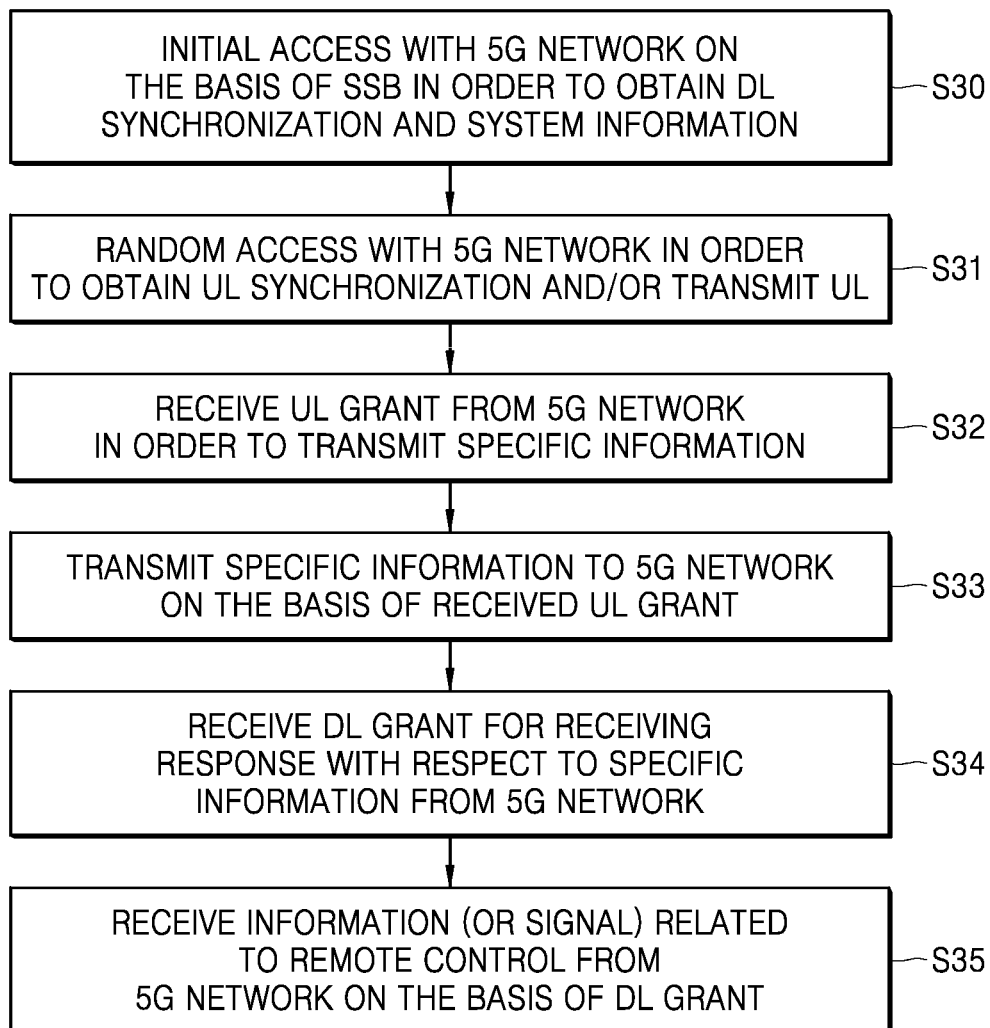 INITIAL ACCESS WITH 5G NETWORK ON
THE BASIS OF SSB IN ORDER TO OBTAIN DL
SYNCHRONIZATION AND SYSTEM INFORMATION
S30
RANDOM ACCESS WITH 5G NETWORK IN ORDER
TO OBTAIN UL SYNCHRONIZATION AND/OR TRANSMIT UL
S31
RECEIVE UL GRANT FROM 5G NETWORK
IN ORDER TO TRANSMIT SPECIFIC INFORMATION
S32
TRANSMIT SPECIFIC INFORMATION TO 5G NETWORK
ON THE BASIS OF RECEIVED UL GRANT
S33
RECEIVE DL GRANT FOR RECEIVING
RESPONSE WITH RESPECT TO SPECIFIC
INFORMATION FROM 5G NETWORK
S34
RECEIVE INFORMATION (OR SIGNAL) RELATED
TO REMOTE CONTROL FROM
5G NETWORK ON THE BASIS OF DL GRANT
S35